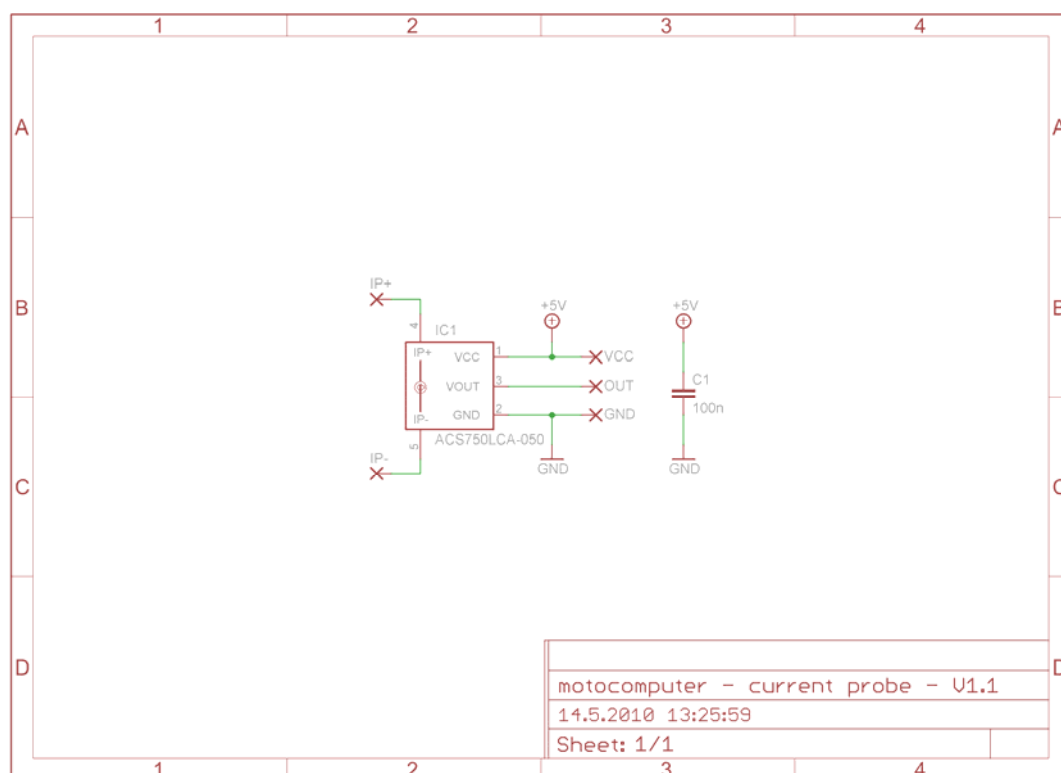 1 2 3 4
A A
B B
C C
D D
IP+
4
IC1
IP+
VCC 1
VOUT 3
GND 2
IP-
5
ACS750LCA-050
IP-
+5V
VCC
OUT
GND
GND
+5V
C1
100n
GND
motocomputer - current probe - V1.1
14.5.2010 13:25:59
Sheet: 1/1
1 2 3 4